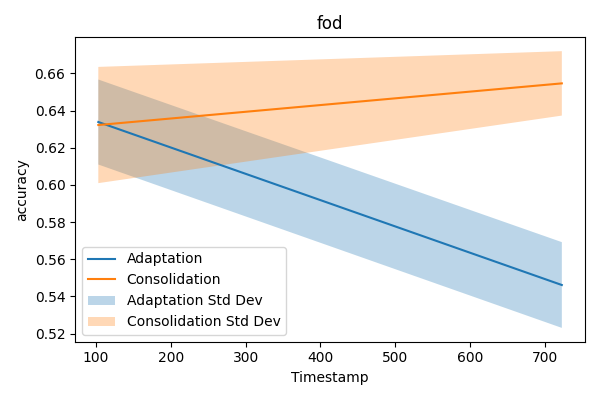 fod
accuracy
0.66
0.64
0.62
0.60
0.58
0.56
0.54
0.52
Adaptation
Consolidation
Adaptation Std Dev
Consolidation Std Dev
100 200 300 400 500 600 700
Timestamp